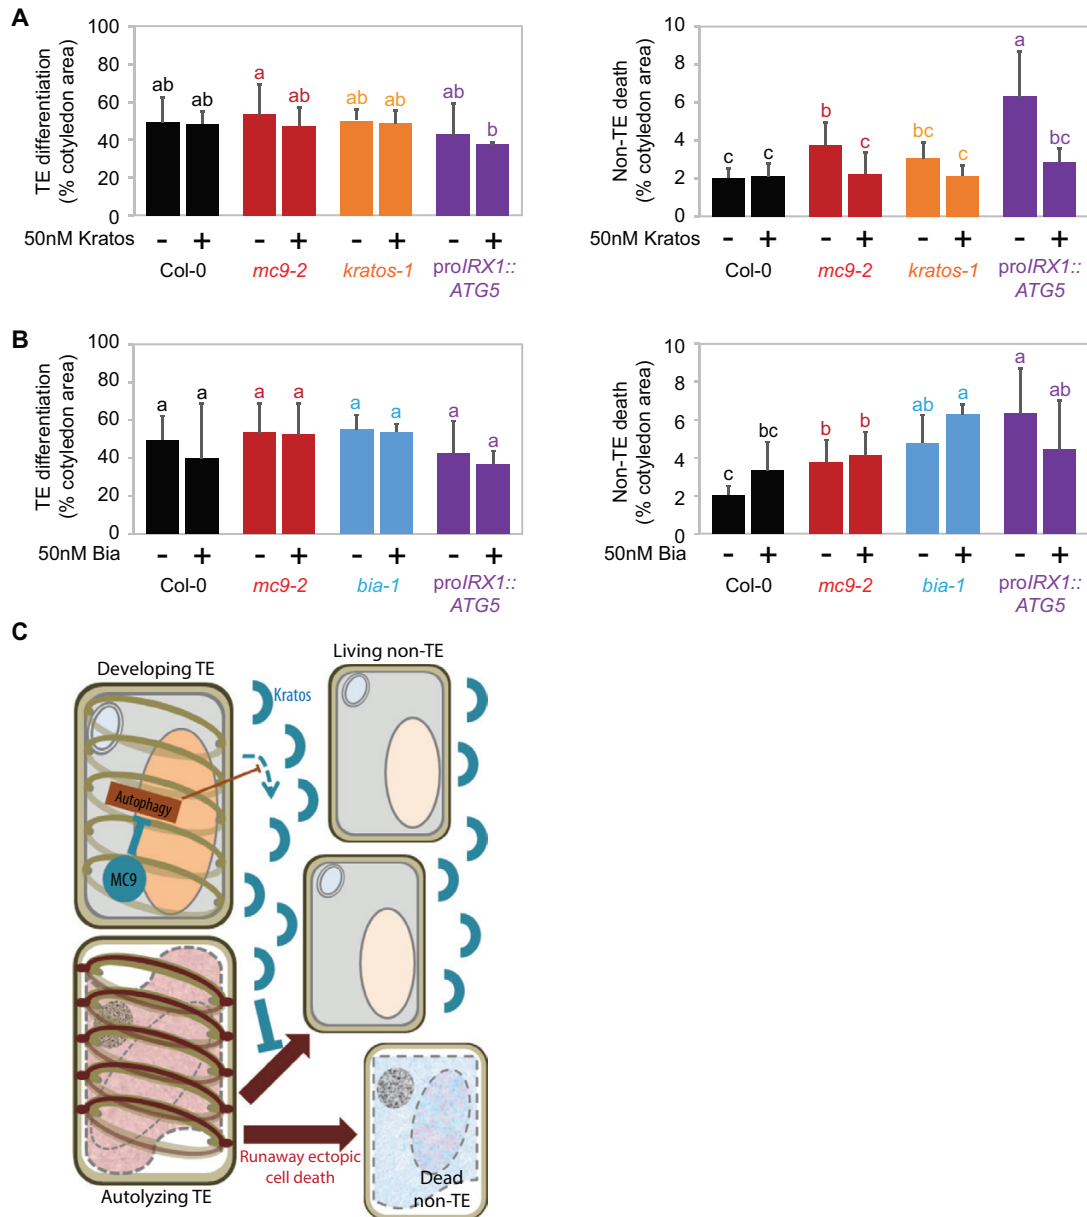 A
TE differentiation
(% cotyledon area)
100
80
60
40
20
0
ab
ab
a
ab
ab
ab
ab
b
50nM Kratos
- + - + - + - +
Col-0
mc9-2
kratos-1
proIRX1::
ATG5
Non-TE death
(% cotyledon area)
10
8
6
4
2
0
c
c
b
c
bc
c
a
bc
50nM Kratos
- + - + - + - +
Col-0
mc9-2
kratos-1
proIRX1::
ATG5
B
TE differentiation
(% cotyledon area)
100
80
60
40
20
0
a
a
a
a
a
a
a
a
50nM Bia
- + - + - + - +
Col-0
mc9-2
bia-1
proIRX1::
ATG5
Non-TE death
(% cotyledon area)
10
8
6
4
2
0
c
bc
b
b
ab
a
a
ab
50nM Bia
- + - + - + - +
Col-0
mc9-2
bia-1
proIRX1::
ATG5
C
Developing TE
Living non-TE
Kratos
Autophagy
MC9
Runaway ectopic
cell death
Dead
non-TE
Autolyzing TE